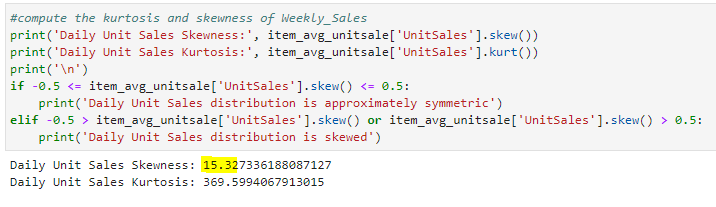 #compute the kurtosis and skewness of Weekly_Sales
print('Daily Unit Sales Skewness:', item_avg_unitsale['UnitSales'].skew())
print('Daily Unit Sales Kurtosis:', item_avg_unitsale['UnitSales'].kurt())
print('\n')
if -0.5 <= item_avg_unitsale['UnitSales'].skew() <= 0.5:
    print('Daily Unit Sales distribution is approximately symmetric')
elif -0.5 > item_avg_unitsale['UnitSales'].skew() or item_avg_unitsale['UnitSales'].skew() > 0.5:
    print('Daily Unit Sales distribution is skewed')
Daily Unit Sales Skewness: 15.327336188087127
Daily Unit Sales Kurtosis: 369.5994067913015